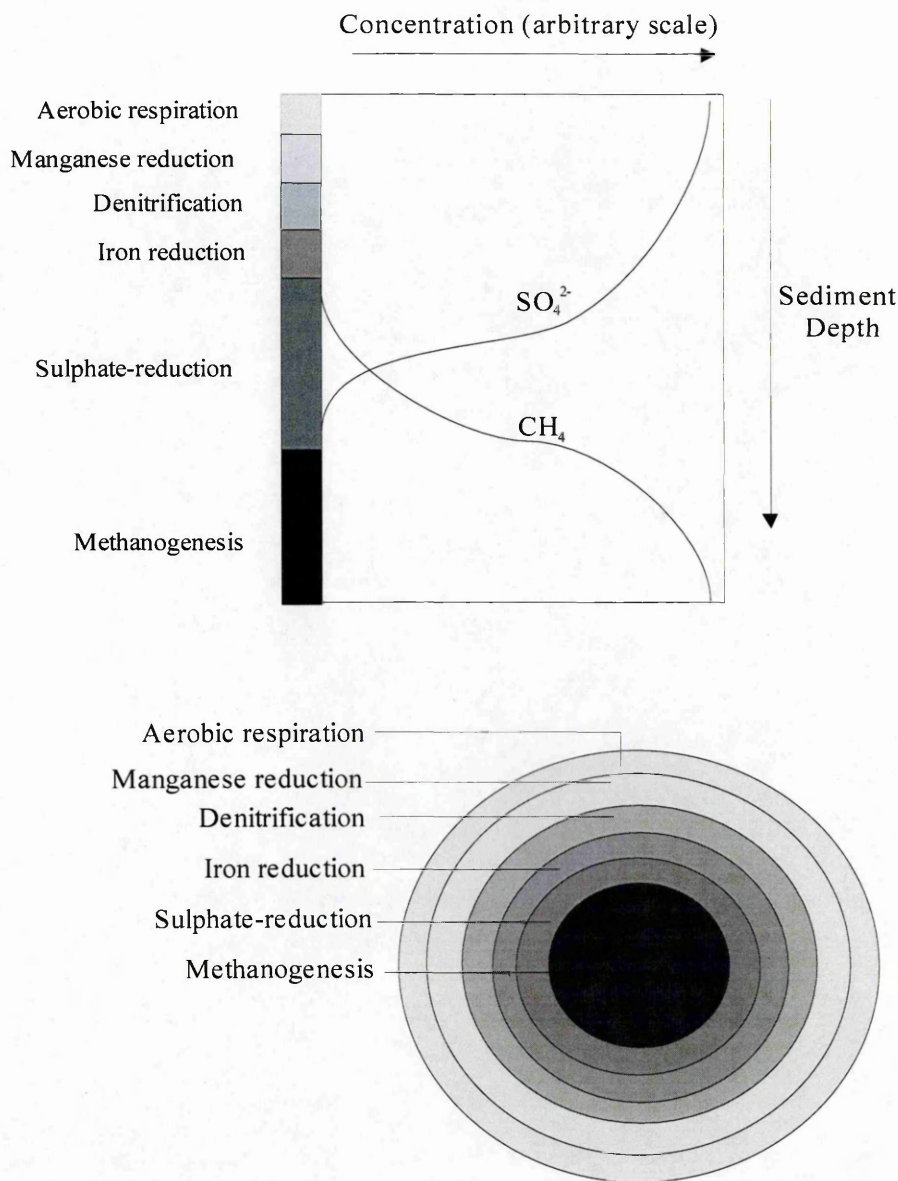 Concentration (arbitrary scale)
Aerobic respiration
Manganese reduction
Denitrification
Iron reduction
SO₄²⁻
Sediment
Depth
Sulphate-reduction
CH₄
Methanogenesis
Aerobic respiration
Manganese reduction
Denitrification
Iron reduction
Sulphate-reduction
Methanogenesis